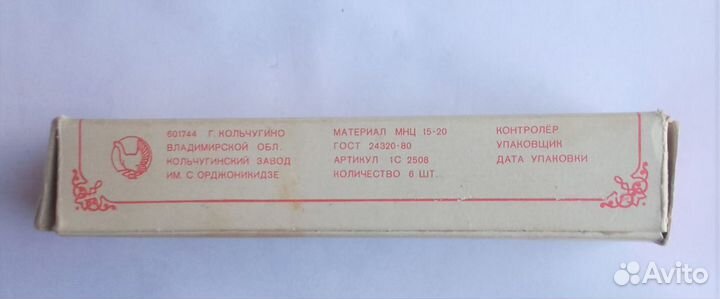 601744 Г. КОЛЬЧУГИНО
ВЛАДИМИРСКОЙ ОБЛ.
КОЛЬЧУГИНСКИЙ ЗАВОД
ИМ. С ОРДЖОНИКИДЗЕ
МАТЕРИАЛ МНЦ 15-20
ГОСТ 24320-80
АРТИКУЛ 1С 2508
КОЛИЧЕСТВО 6 ШТ.
КОНТРОЛЁР
УПАКОВЩИК
ДАТА УПАКОВКИ
Avito